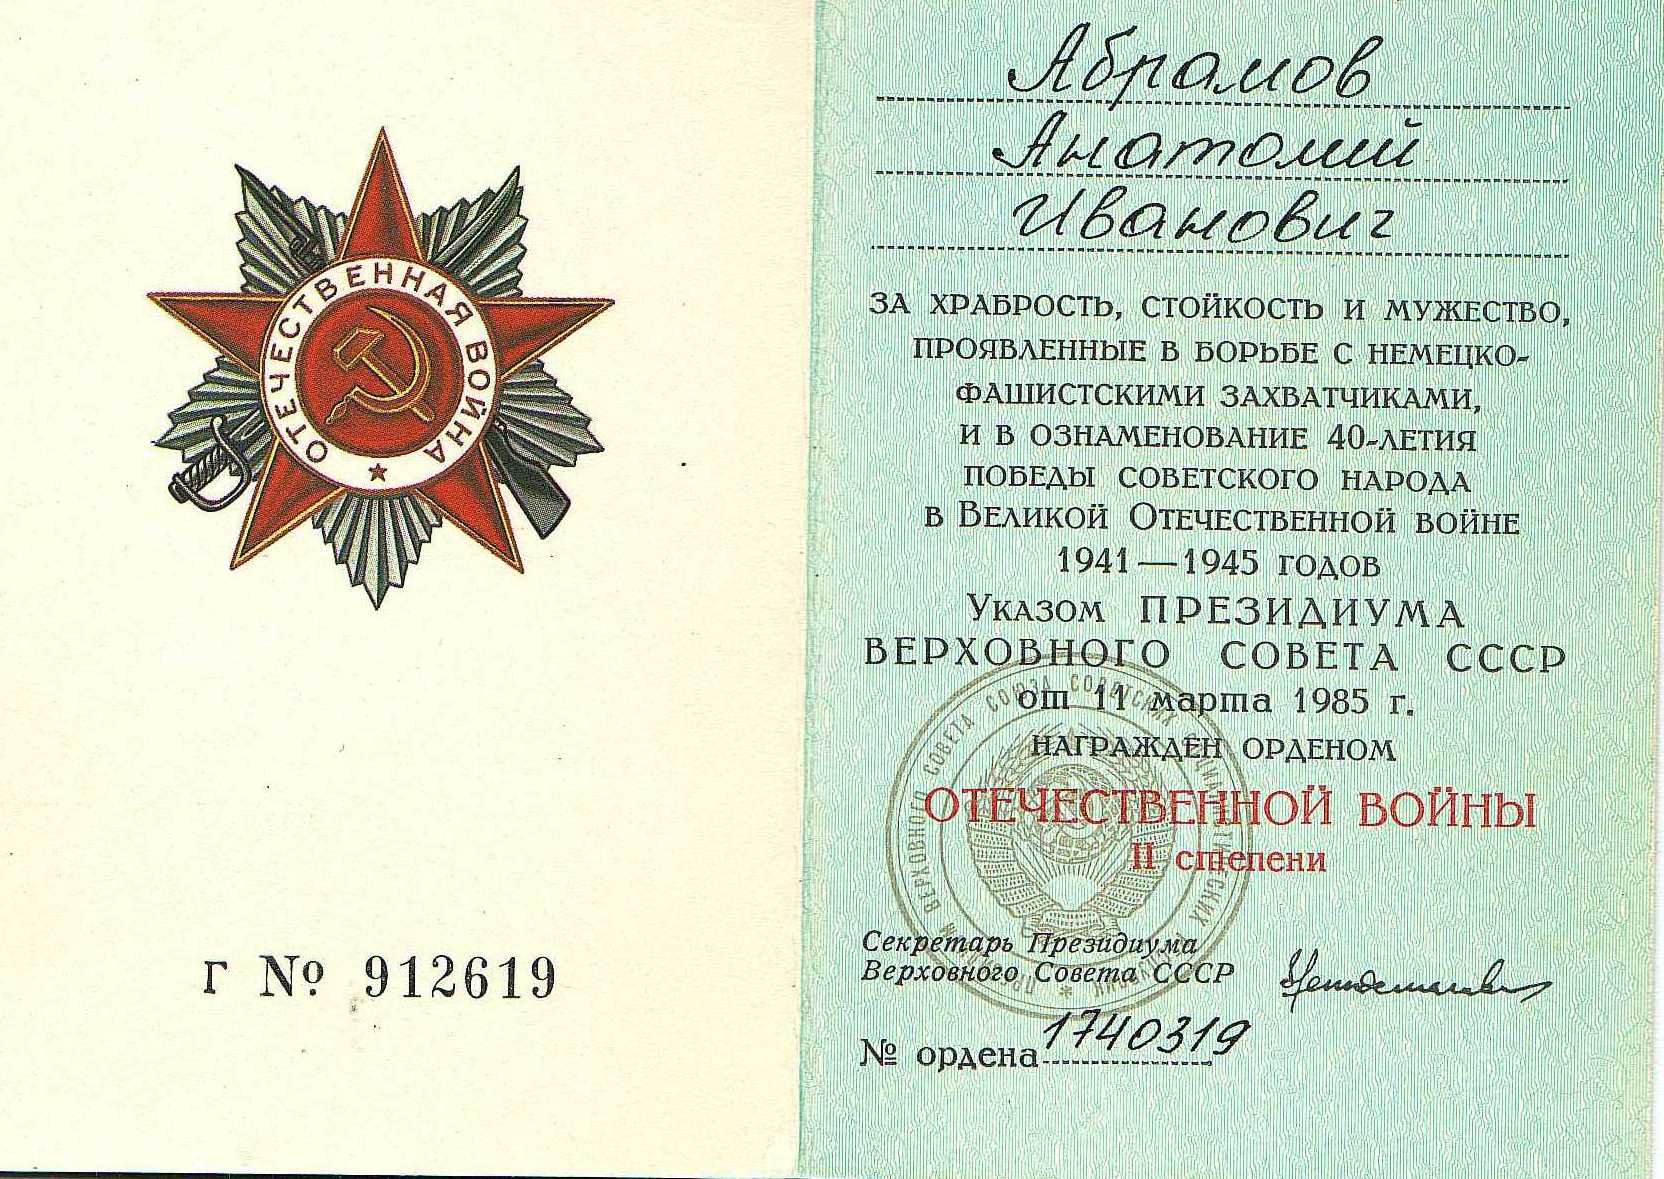 ОТЕЧЕСТВЕННАЯ ВОЙНА
Г № 912619
Абрамов
Анатолий
Иванович
ЗА ХРАБРОСТЬ, СТОЙКОСТЬ И МУЖЕСТВО,
ПРОЯВЛЕННЫЕ В БОРЬБЕ С НЕМЕЦКО-
ФАШИСТСКИМИ ЗАХВАТЧИКАМИ,
И В ОЗНАМЕНОВАНИЕ 40-ЛЕТИЯ
ПОБЕДЫ СОВЕТСКОГО НАРОДА
В ВЕЛИКОЙ ОТЕЧЕСТВЕННОЙ ВОЙНЕ
1941—1945 ГОДОВ
УКАЗОМ ПРЕЗИДИУМА
ВЕРХОВНОГО СОВЕТА СССР
от 11 марта 1985 г.
НАГРАЖДЕН ОРДЕНОМ
ОТЕЧЕСТВЕННОЙ ВОЙНЫ
II степени
Секретарь Президиума
Верховного Совета СССР
№ ордена 1740319